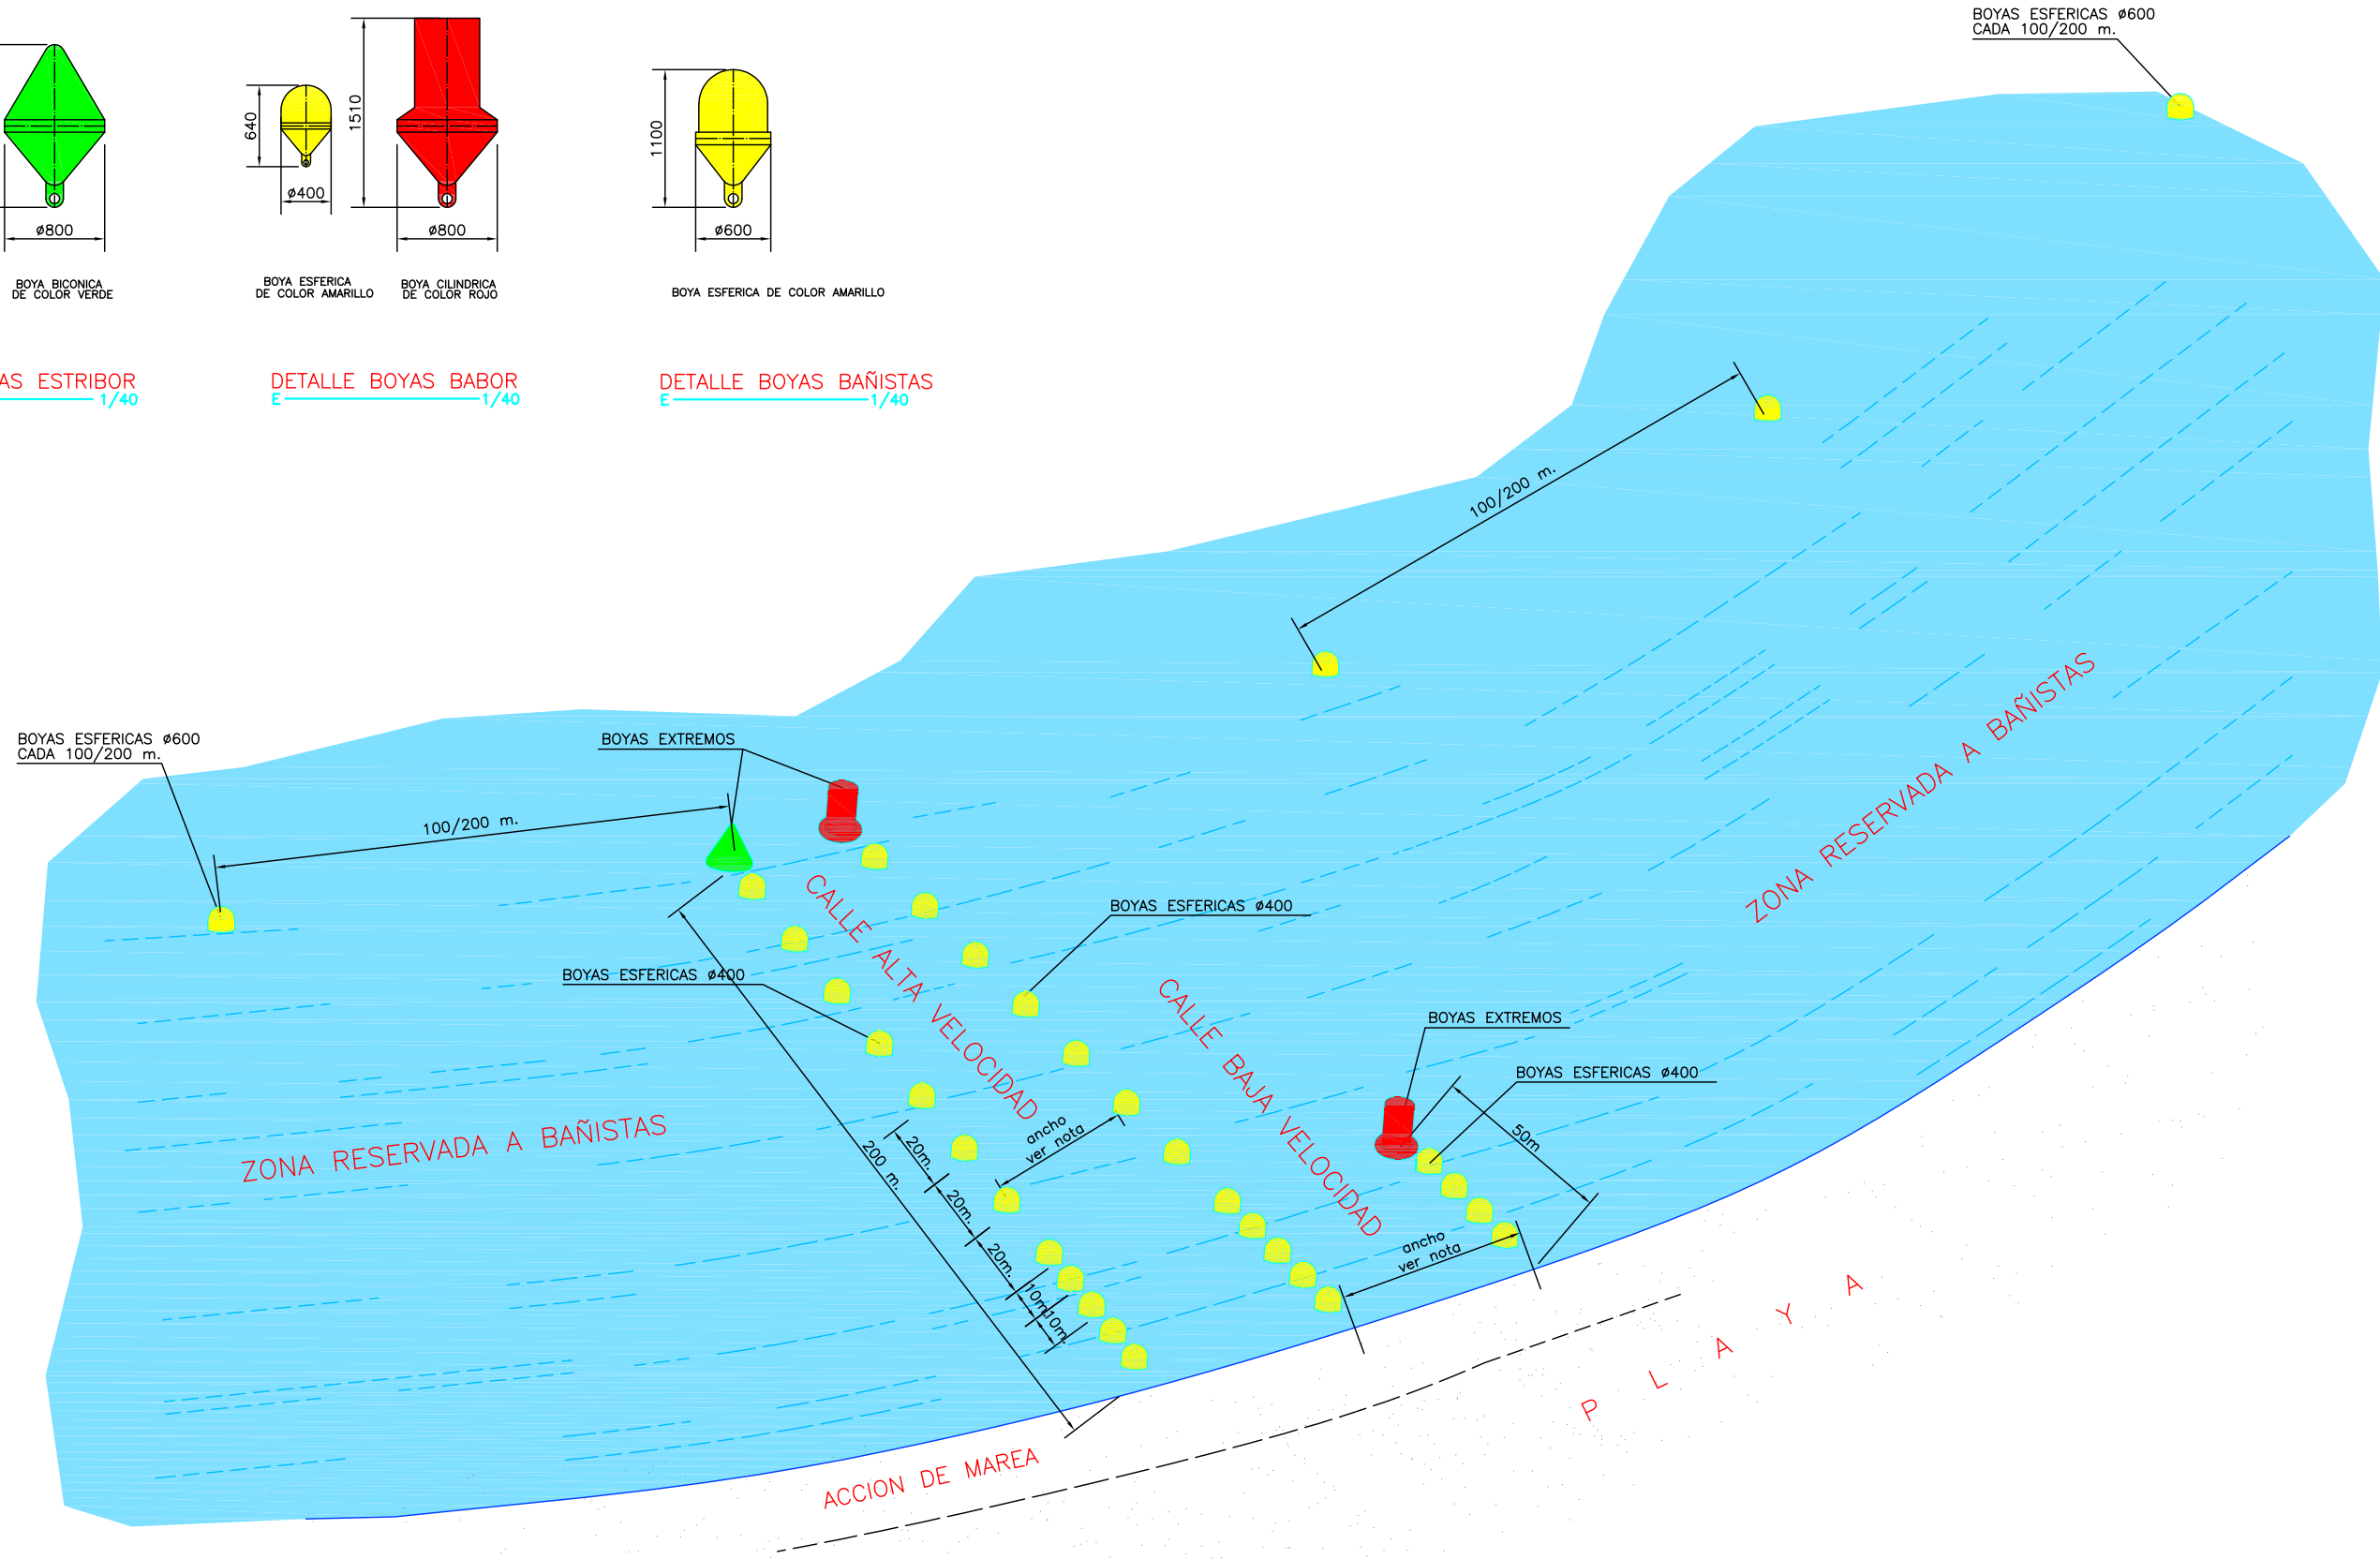 BOYAS ESFERICAS ø600
CADA 100/200 m.
640
1510
1100
ø400
ø800
ø800
ø600
BOYA BICONICA
DE COLOR VERDE
BOYA ESFERICA
DE COLOR AMARILLO
BOYA CILINDRICA
DE COLOR ROJO
BOYA ESFERICA DE COLOR AMARILLO
AS ESTRIBOR
1/40
DETALLE BOYAS BABOR
E 1/40
DETALLE BOYAS BAÑISTAS
E 1/40
100/200 m.
BOYAS ESFERICAS ø600
CADA 100/200 m.
BOYAS EXTREMOS
100/200 m.
ZONA RESERVADA A BAÑISTAS
CALLE ALTA VELOCIDAD
BOYAS ESFERICAS ø400
BOYAS ESFERICAS ø400
CALLE BAJA VELOCIDAD
BOYAS EXTREMOS
BOYAS ESFERICAS ø400
50m
ZONA RESERVADA A BAÑISTAS
200 m.
20m.
20m.
20m.
10m.
10m.
ancho
ver nota
ancho
ver nota
PLAYA
ACCION DE MAREA